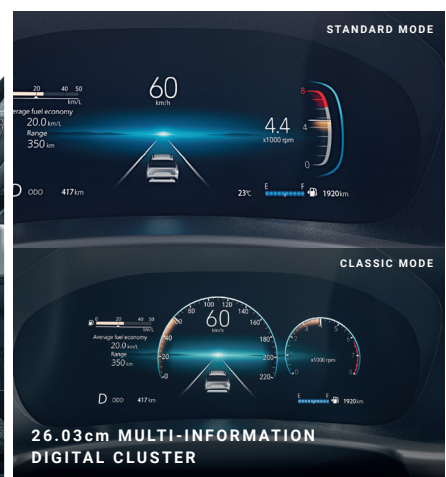 STANDARD MODE
20 40 50
km/L
erage fuel economy
20.0 km/L
Range
350 km
60
km/h
8
4.4
4
x1000 rpm
0
D ODO 417 km
23℃
E F
1920 km
CLASSIC MODE
0 20 40 50
km/L
Average fuel economy
20.0 km/L
Range
350 km
0 20 40 60 80 100 120 140 160 180 200 220
60
km/h
x1000 rpm
D ODO 417 km
E F
1920 km
26.03cm MULTI-INFORMATION
DIGITAL CLUSTER